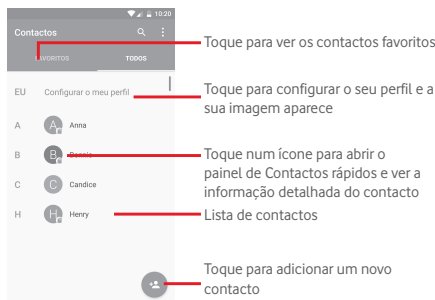 10:20
Contactos
FAVORITOS TODOS
EU Configurar o meu perfil
A A Anna
B B Bonnie
C C Candice
H H Henry
Toque para ver os contactos favoritos
Toque para configurar o seu perfil e a
sua imagem aparece
Toque num ícone para abrir o
painel de Contactos rápidos e ver a
informação detalhada do contacto
Lista de contactos
Toque para adicionar um novo
contacto